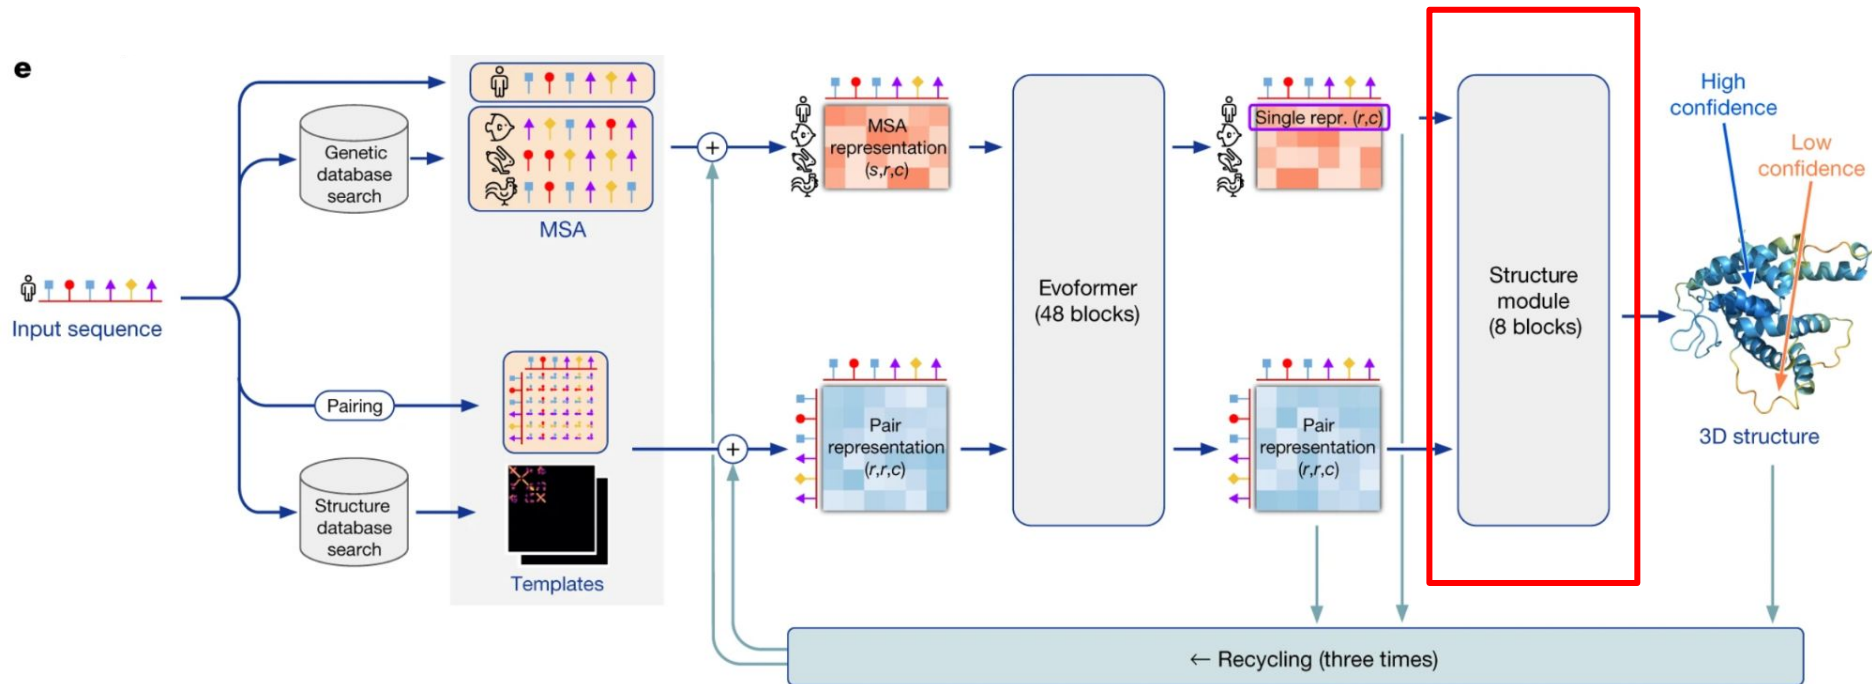 e
Input sequence
Genetic
database
search
Pairing
Structure
database
search
MSA
Templates
+
+
MSA
representation
(s,r,c)
Pair
representation
(r,r,c)
Evoformer
(48 blocks)
Single repr. (r,c)
Pair
representation
(r,r,c)
Structure
module
(8 blocks)
High
confidence
Low
confidence
3D structure
← Recycling (three times)